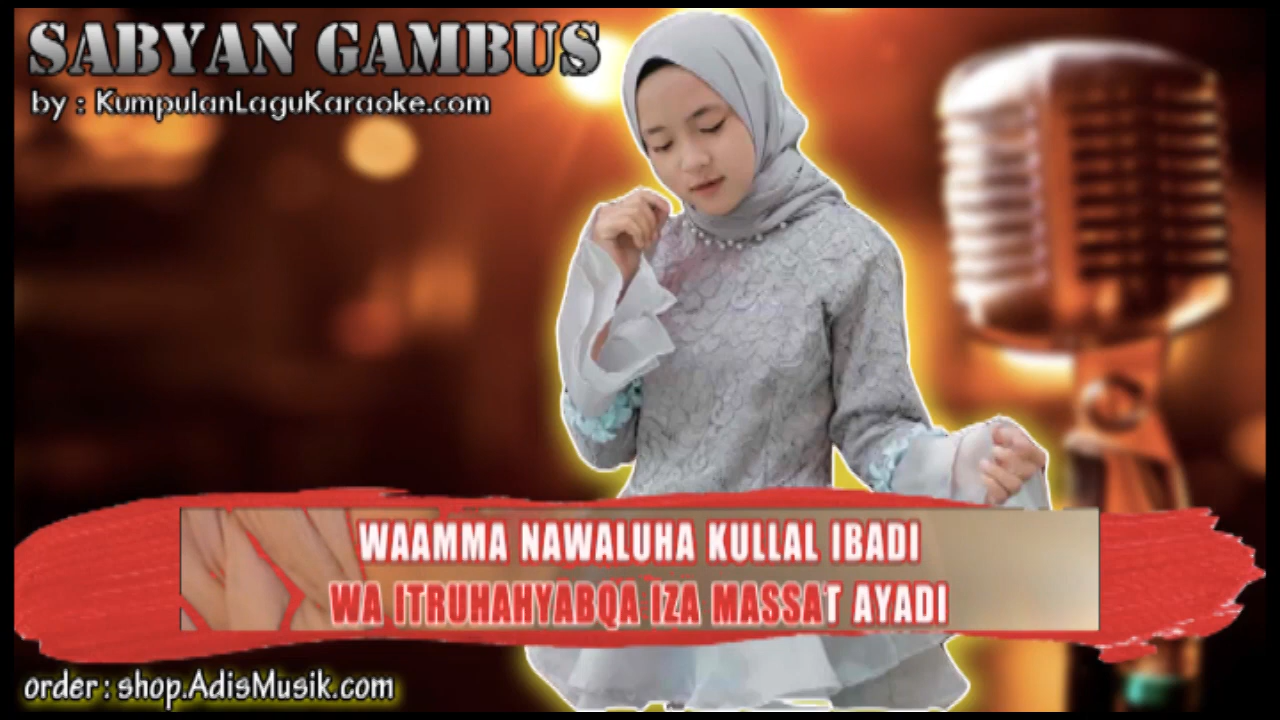 SABYAN GAMBUS
by : KumpulanLaguKaraoke.com
WAAMMA NAWALUHA KULLAL IBADI
WA ITRUHAHYABQA IZA MASSAT AYADI
order : shop.AdisMusik.com